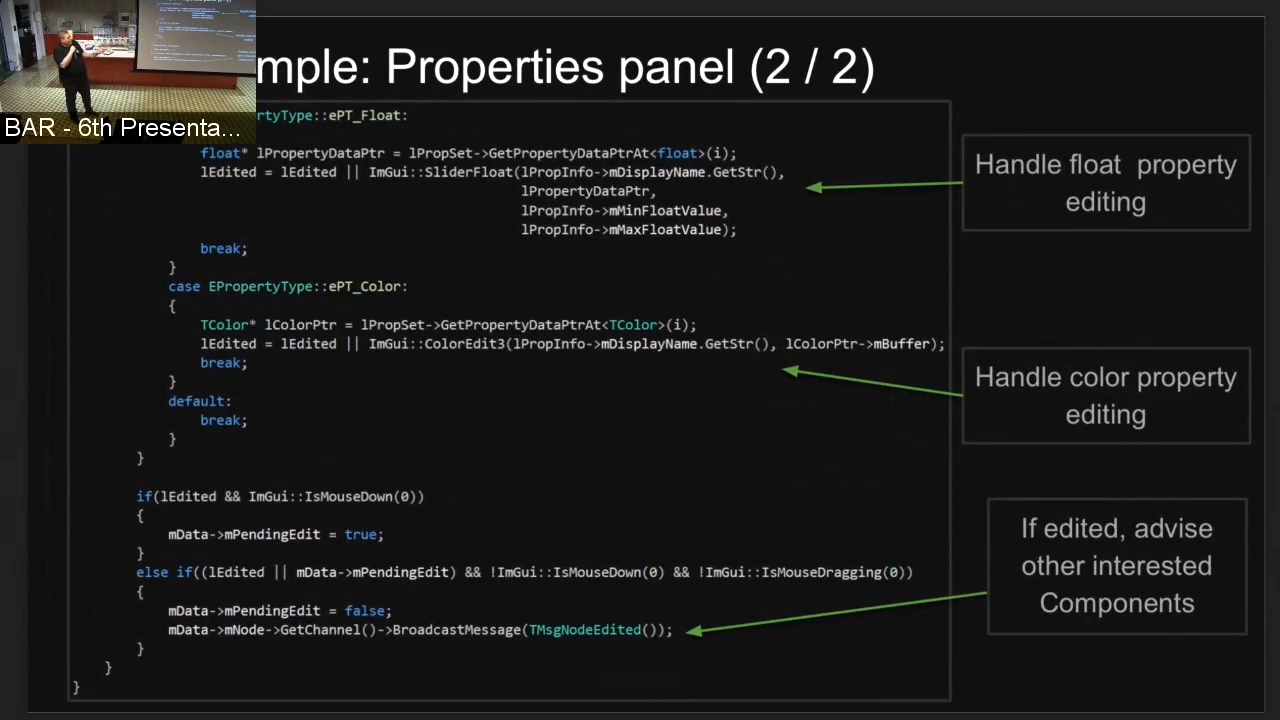 mple: Properties panel (2 / 2)
BAR - 6th Presenta...
rtyType::ePT_Float:
float* lPropertyDataPtr = lPropSet->GetPropertyDataPtrAt<float>(i);
lEdited = lEdited || ImGui::SliderFloat(lPropInfo->mDisplayName.GetStr(),
lPropertyDataPtr,
lPropInfo->mMinFloatValue,
lPropInfo->mMaxFloatValue);
break;
}
case EPropertyType::ePT_Color:
{
TColor* lColorPtr = lPropSet->GetPropertyDataPtrAt<TColor>(i);
lEdited = lEdited || ImGui::ColorEdit3(lPropInfo->mDisplayName.GetStr(), lColorPtr->mBuffer);
break;
}
default:
break;
}
}
if(lEdited && ImGui::IsMouseDown(0))
{
mData->mPendingEdit = true;
}
else if((lEdited || mData->mPendingEdit) && !ImGui::IsMouseDown(0) && !ImGui::IsMouseDragging(0))
{
mData->mPendingEdit = false;
mData->mNode->GetChannel()->BroadcastMessage(TMsgNodeEdited());
}
}
}
Handle float property
editing
Handle color property
editing
If edited, advise
other interested
Components